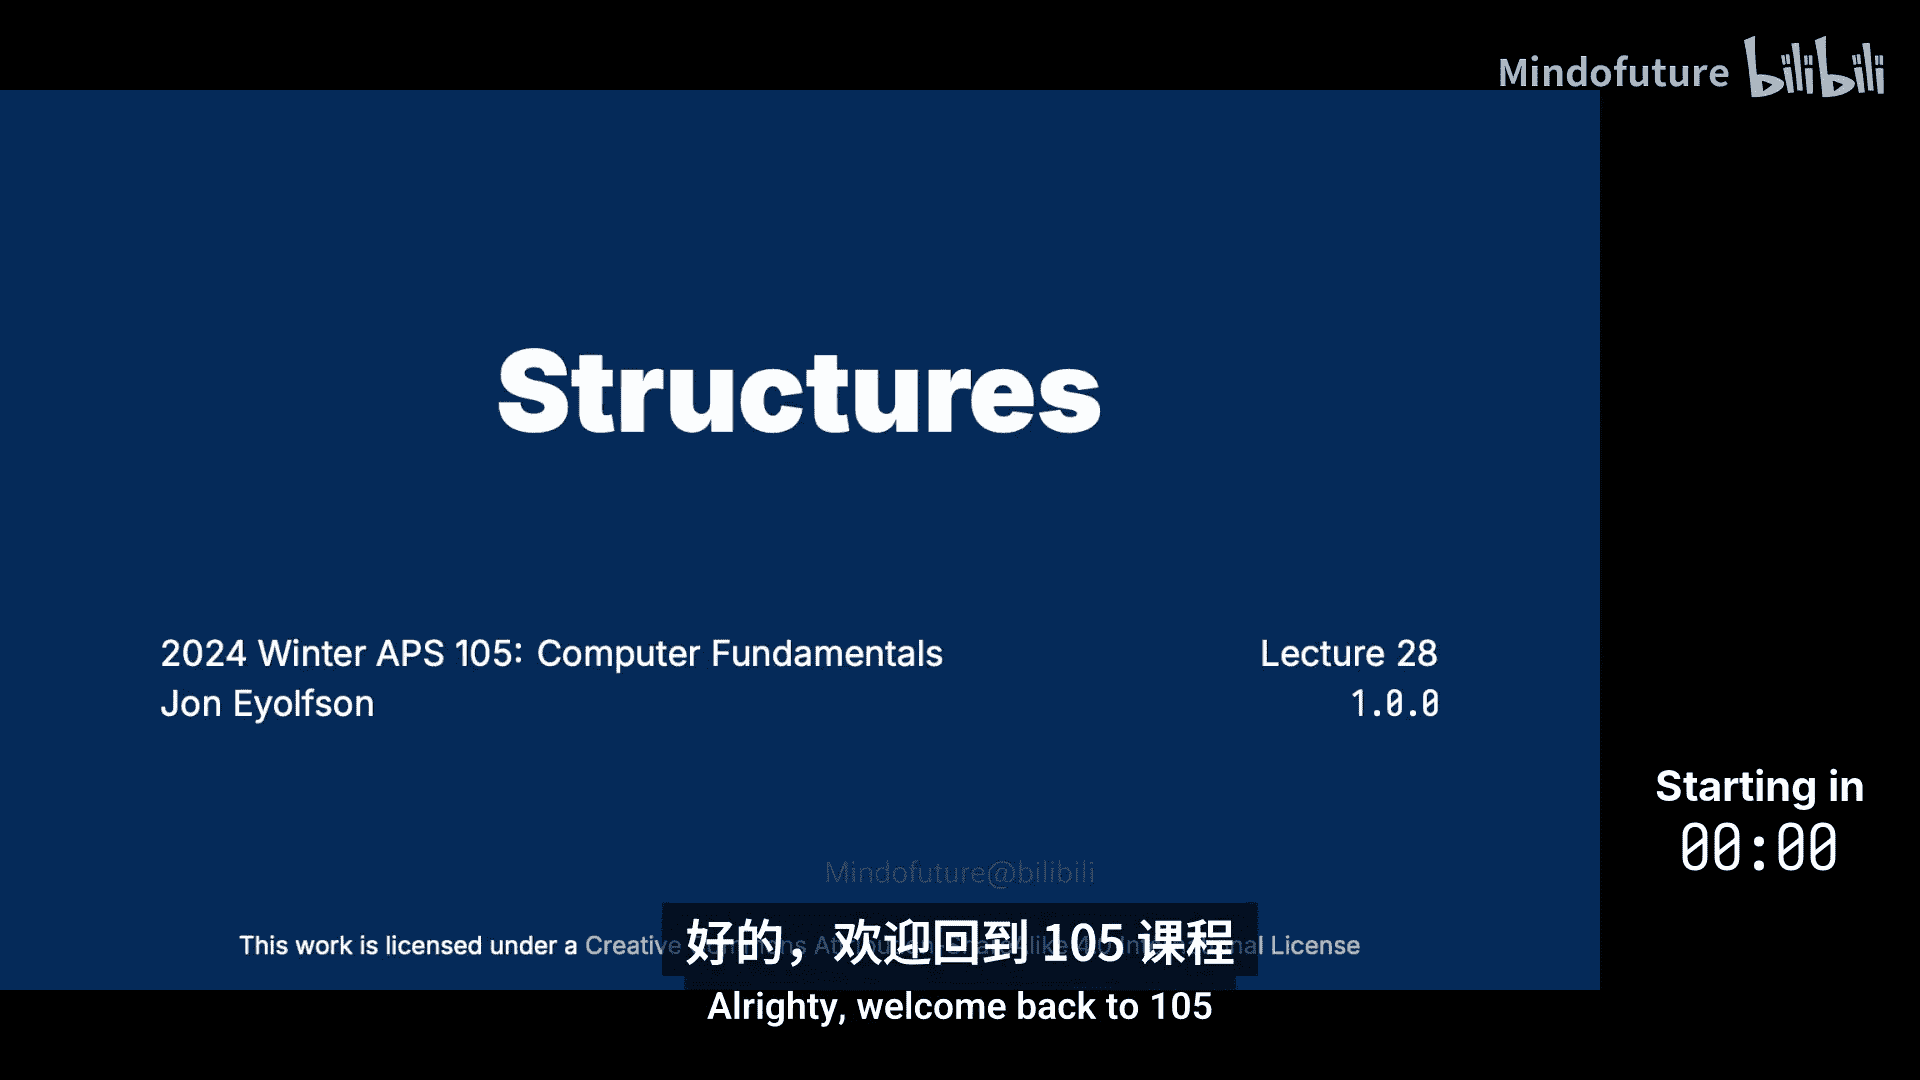 Mindofuture bilibili
Structures
2024 Winter APS 105: Computer Fundamentals
Lecture 28
Jon Eyolfson
1.0.0
Starting in
00:00
Mindofuture@bilibili
This work is licensed under a Creative License
好的，欢迎回到 105 课程
Alrighty, welcome back to 105